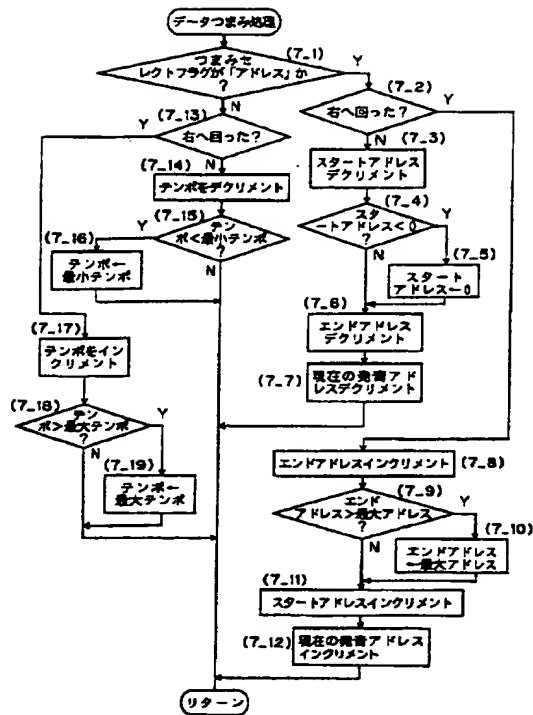 データつまみ処理
(7_1)
つまみセ
レクトフラグが「アドレス」か
?
Y
N
(7_2)
右へ回った?
Y
N
(7_13)
右へ回った?
Y
N
(7_3)
スタートアドレス
デクリメント
(7_14)
テンポをデクリメント
(7_4)
スタ
ートアドレス<0
?
Y
N
(7_15)
テン
ポ<最小テンポ
?
Y
N
(7_16)
テンポ←
最小テンポ
(7_5)
スタート
アドレス←0
(7_6)
エンドアドレス
デクリメント
(7_17)
テンポをイン
クリメント
(7_7)
現在の発音アド
レスデクリメント
(7_18)
テン
ポ>最大テンポ
?
Y
N
(7_8)
エンドアドレスインクリメント
(7_19)
テンポ←
最大テンポ
(7_9)
エンド
アドレス>最大アドレス
?
Y
N
(7_10)
エンドアドレス
←最大アドレス
(7_11)
スタートアドレスインクリメント
(7_12)
現在の発音アドレス
インクリメント
リターン